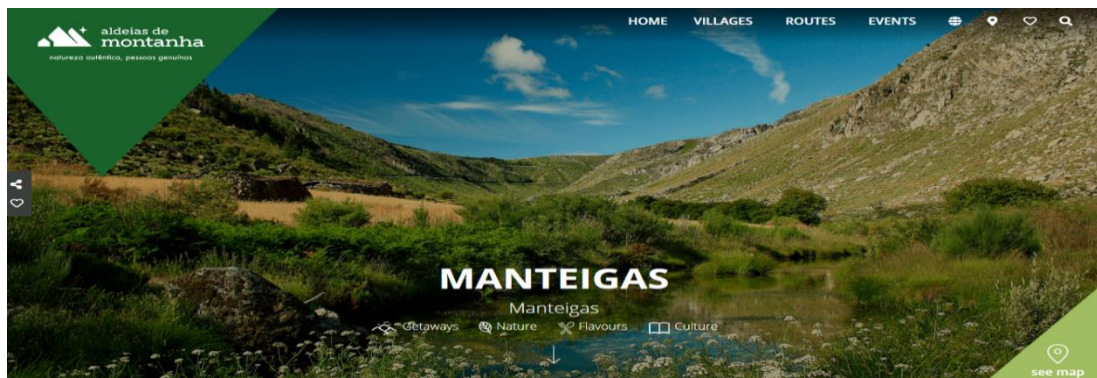 aldeias de
montanha
natureza autêntica, pessoas genuínas
HOME VILLAGES ROUTES EVENTS
MANTEIGAS
Manteigas
Getaways Nature Flavours Culture
see map